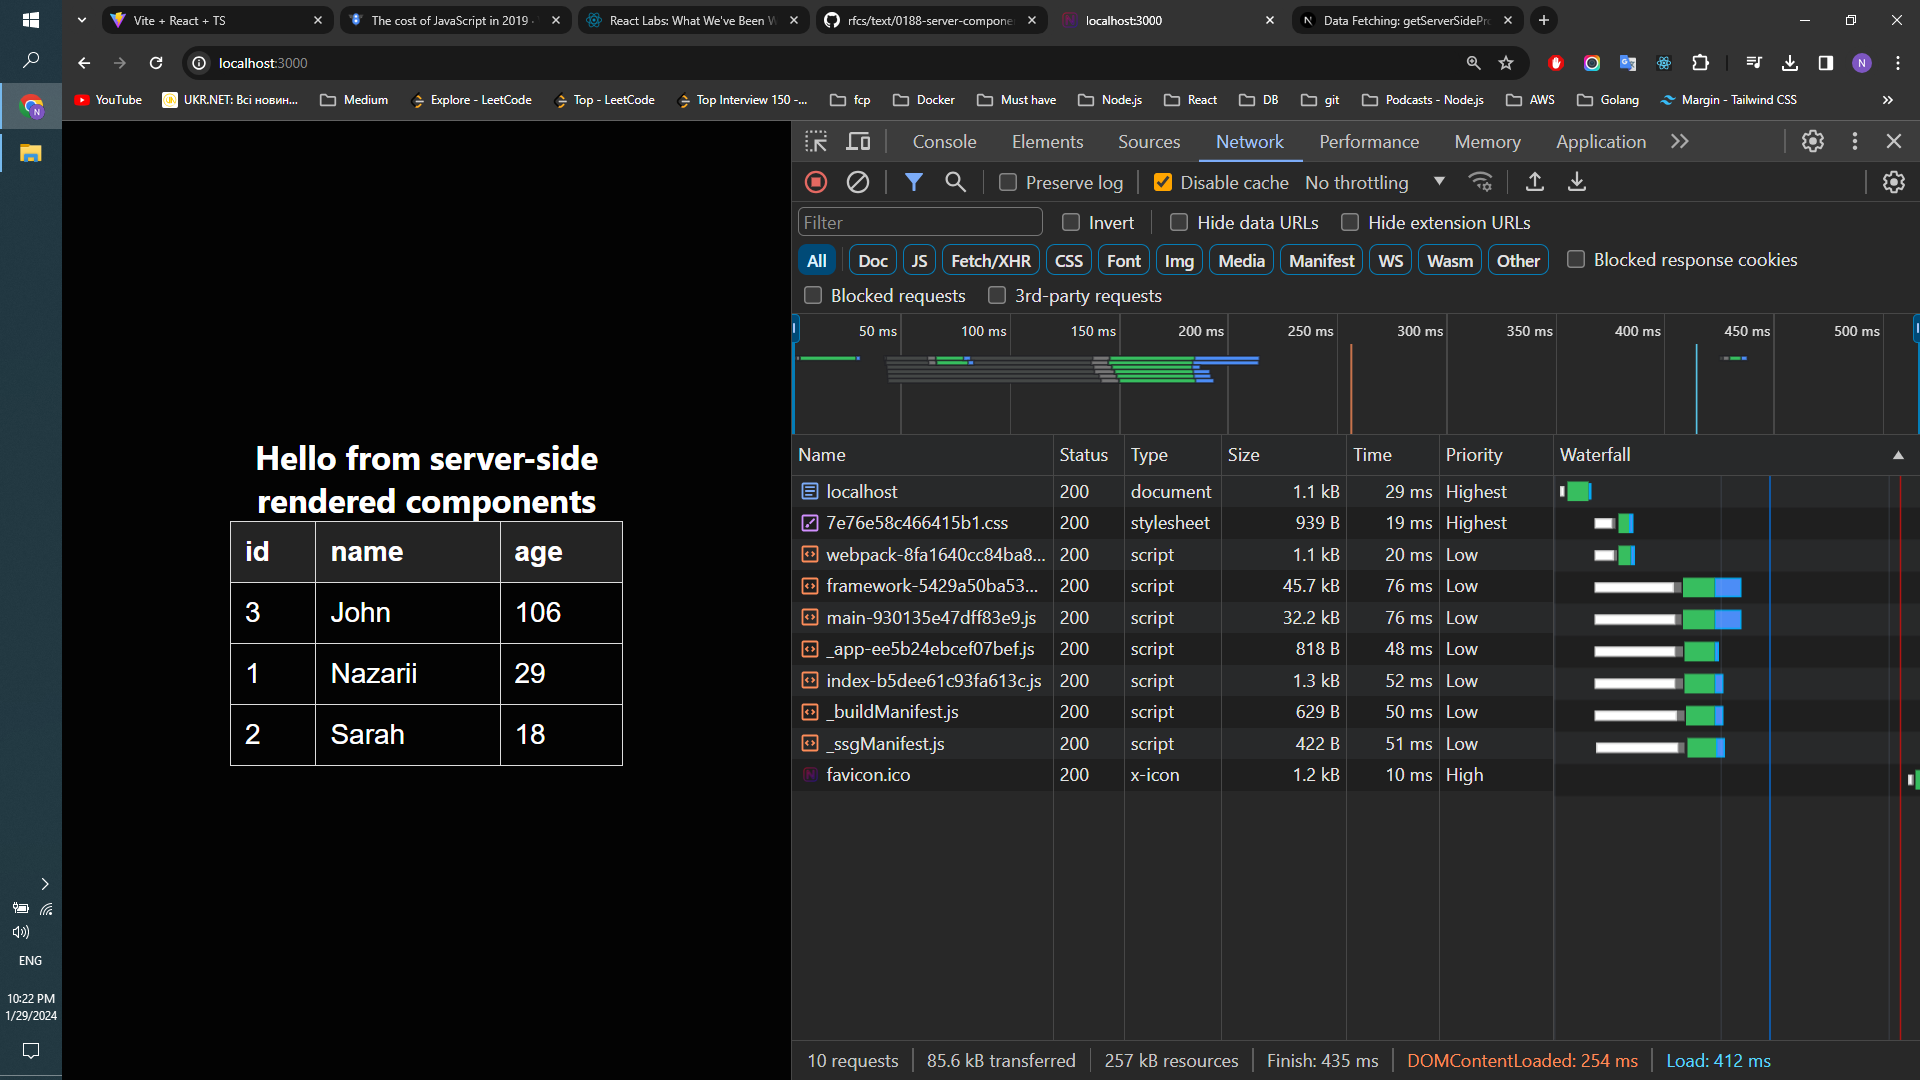 Vite + React + TS
The cost of JavaScript in 2019 ·
React Labs: What We've Been W
rfcs/text/0188-server-compone
localhost:3000
Data Fetching: getServerSidePr
localhost:3000
YouTube
UKR.NET: Всі новин...
Medium
Explore - LeetCode
Top - LeetCode
Top Interview 150 -...
fcp
Docker
Must have
Node.js
React
DB
git
Podcasts - Node.js
AWS
Golang
Margin - Tailwind CSS
Hello from server-side
rendered components
id name age
3 John 106
1 Nazarii 29
2 Sarah 18
Console Elements Sources Network Performance Memory Application
Preserve log Disable cache No throttling
Filter Invert Hide data URLs Hide extension URLs
All Doc JS Fetch/XHR CSS Font Img Media Manifest WS Wasm Other Blocked response cookies
Blocked requests 3rd-party requests
50 ms 100 ms 150 ms 200 ms 250 ms 300 ms 350 ms 400 ms 450 ms 500 ms
Name Status Type Size Time Priority Waterfall
localhost 200 document 1.1 kB 29 ms Highest
7e76e58c466415b1.css 200 stylesheet 939 B 19 ms Highest
webpack-8fa1640cc84ba8... 200 script 1.1 kB 20 ms Low
framework-5429a50ba53... 200 script 45.7 kB 76 ms Low
main-930135e47dff83e9.js 200 script 32.2 kB 76 ms Low
_app-ee5b24ebcef07bef.js 200 script 818 B 48 ms Low
index-b5dee61c93fa613c.js 200 script 1.3 kB 52 ms Low
_buildManifest.js 200 script 629 B 50 ms Low
_ssgManifest.js 200 script 422 B 51 ms Low
favicon.ico 200 x-icon 1.2 kB 10 ms High
10 requests 85.6 kB transferred 257 kB resources Finish: 435 ms DOMContentLoaded: 254 ms Load: 412 ms
ENG
10:22 PM
1/29/2024